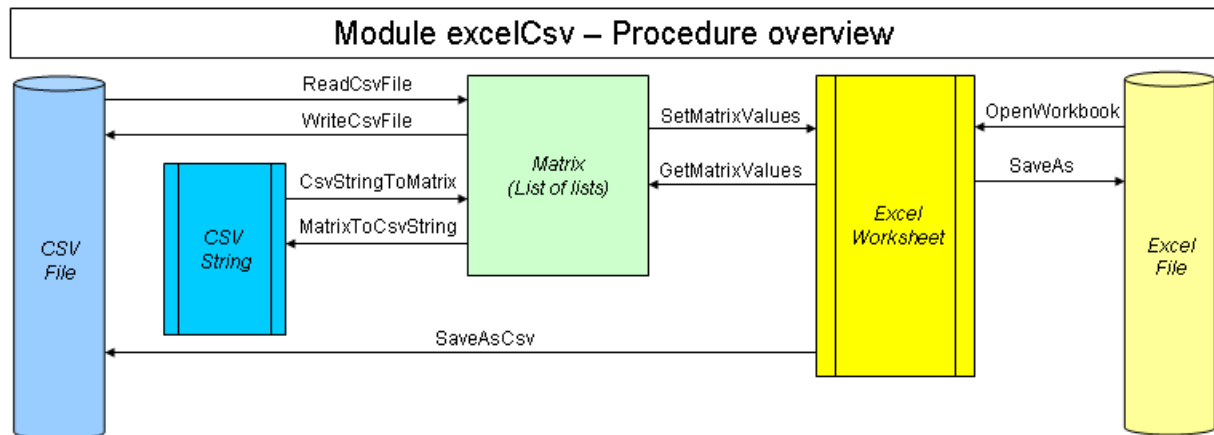 Module excelCsv – Procedure overview
ReadCsvFile
WriteCsvFile
CsvStringToMatrix
MatrixToCsvString
SaveAsCsv
CSV
File
CSV
String
Matrix
(List of lists)
SetMatrixValues
GetMatrixValues
Excel
Worksheet
OpenWorkbook
SaveAs
Excel
File